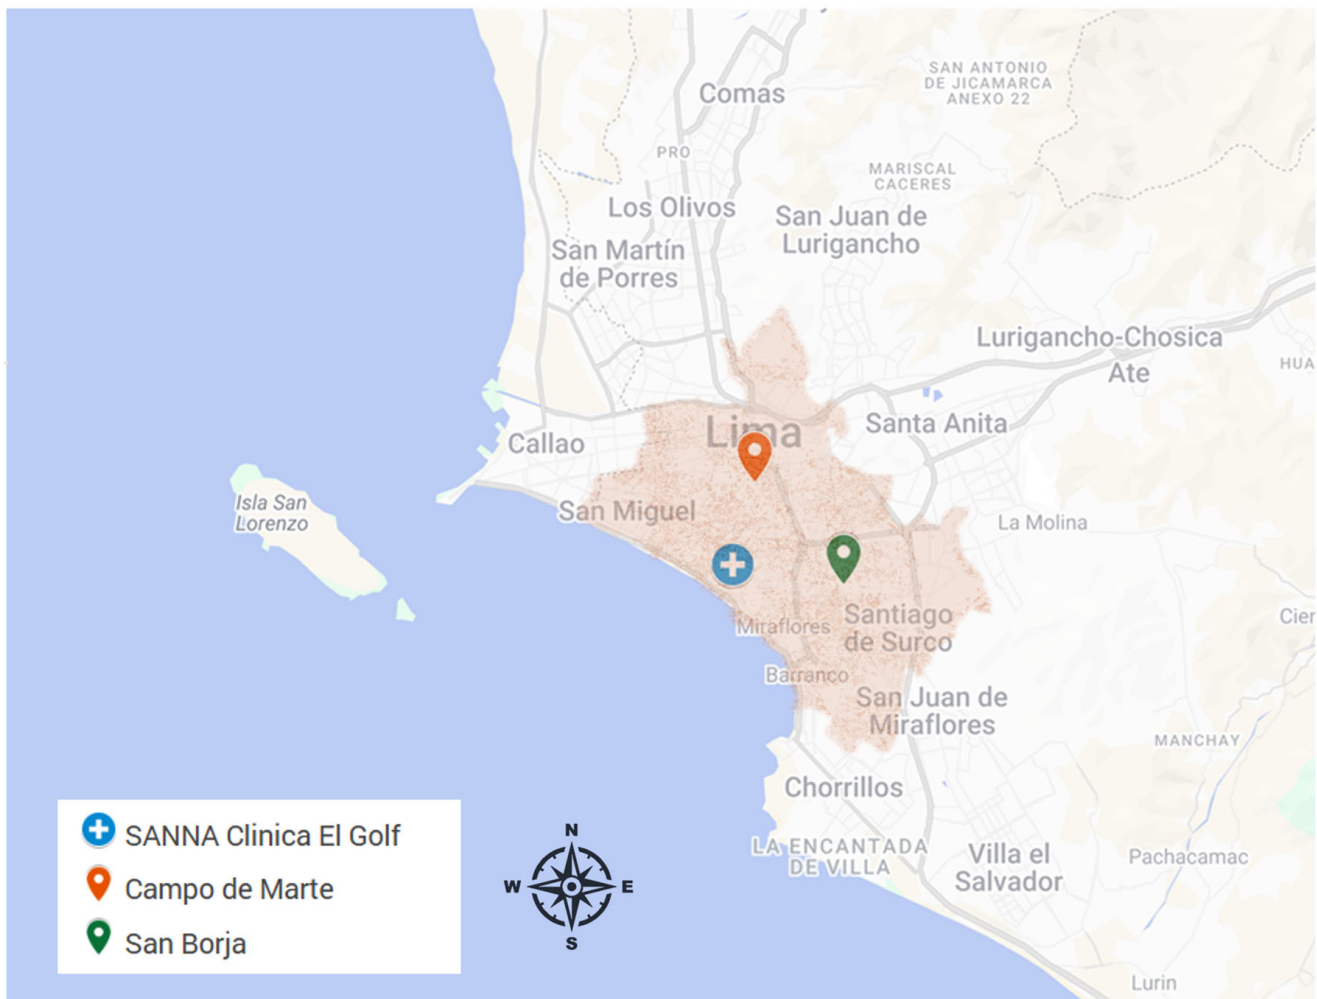 Comas
SAN ANTONIO
DE JICAMARCA
ANEXO 22
PRO
MARISCAL
CACERES
Los Olivos
San Juan de
Lurigancho
San Martín
de Porres
Lurigancho-Chosica
Ate
HUA
Lima
Santa Anita
Callao
Isla San
Lorenzo
San Miguel
La Molina
Santiago
de Surco
Cier
Miraflores
Barranco
San Juan de
Miraflores
MANCHAY
Chorrillos
LA ENCANTADA
DE VILLA
Villa el
Salvador
Pachacamac
Lurin
SANNA Clinica El Golf
Campo de Marte
San Borja
N
W E
S